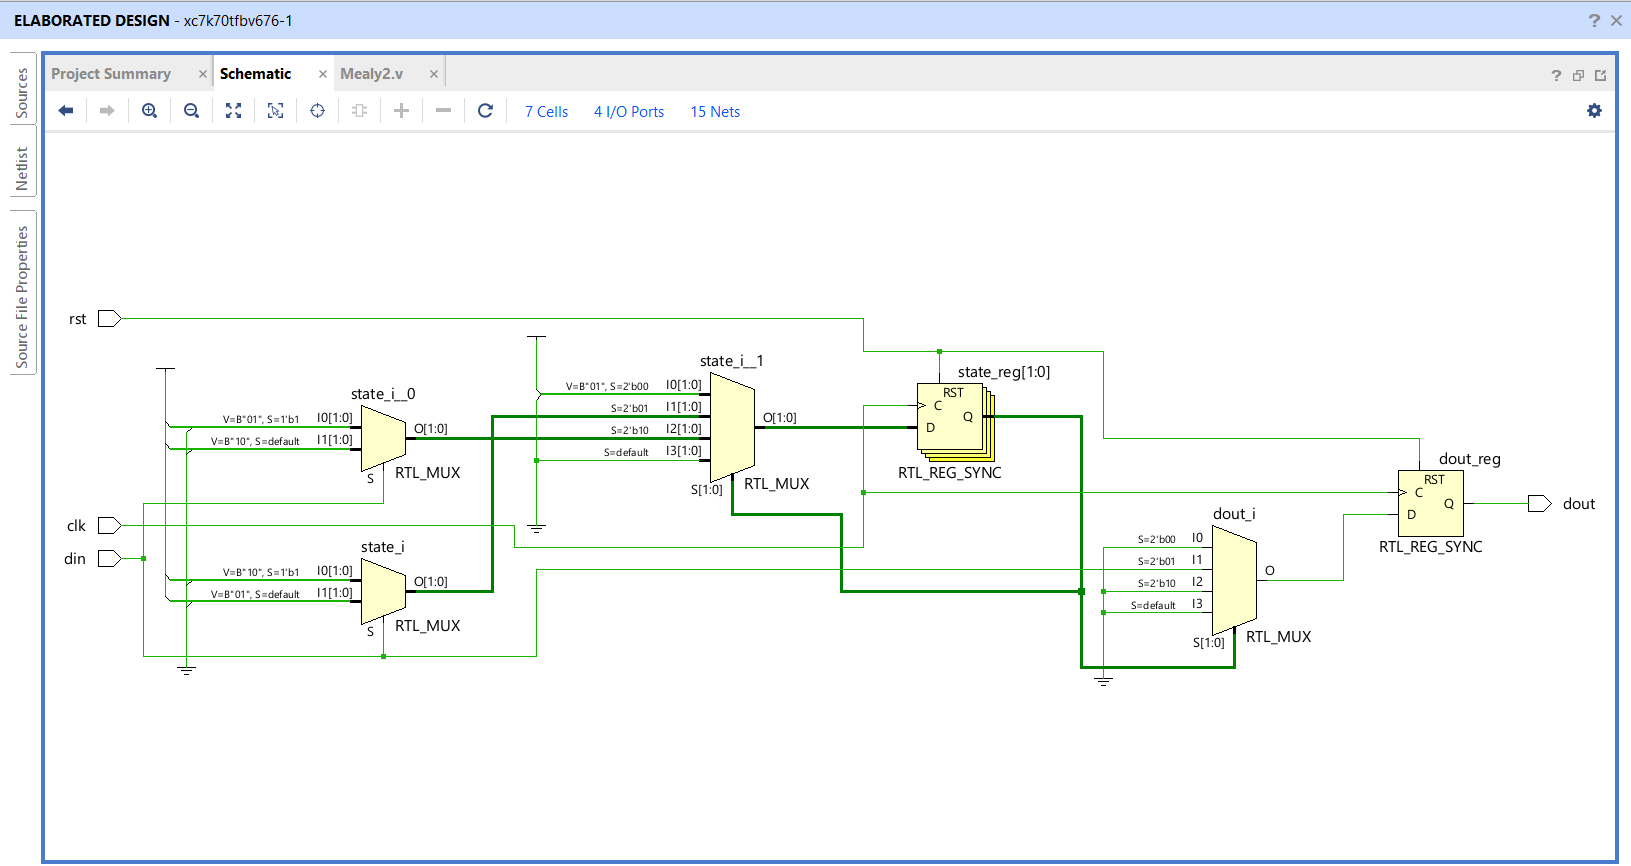 ELABORATED DESIGN - xc7k70tfbv676-1
? ×
Sources
Netlist
Source File Properties
Project Summary × Schematic × Mealy2.v ×
?
7 Cells 4 I/O Ports 15 Nets
rst
state_i__0
V=B"01", S=1'b1 I0[1:0]
V=B"10", S=default I1[1:0]
O[1:0]
S
RTL_MUX
state_i__1
V=B"01", S=2'b00 I0[1:0]
S=2'b01 I1[1:0]
S=2'b10 I2[1:0]
S=default I3[1:0]
O[1:0]
S[1:0]
RTL_MUX
state_reg[1:0]
RST
C
Q
D
RTL_REG_SYNC
clk
din
state_i
V=B"10", S=1'b1 I0[1:0]
V=B"01", S=default I1[1:0]
O[1:0]
S
RTL_MUX
dout_i
S=2'b00 I0
S=2'b01 I1
S=2'b10 I2
S=default I3
O
S[1:0]
RTL_MUX
dout_reg
RST
C
Q
D
RTL_REG_SYNC
dout